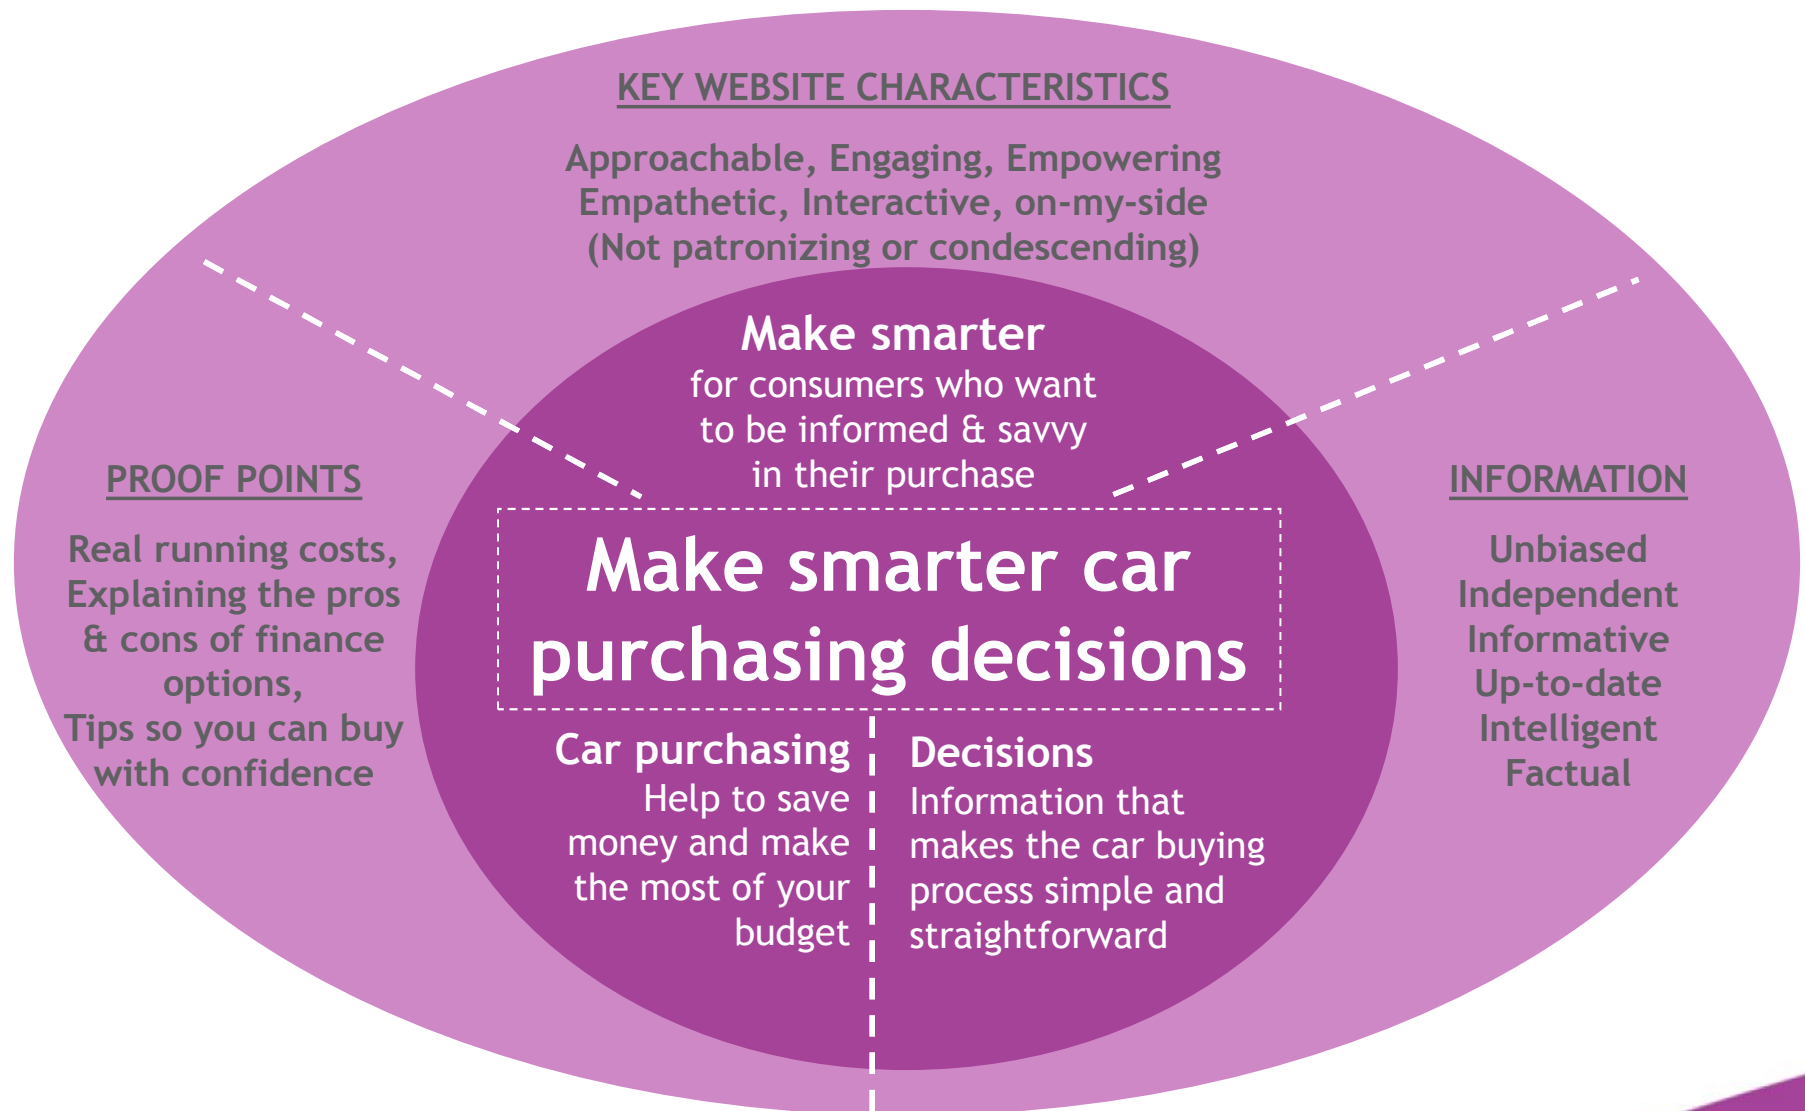 KEY WEBSITE CHARACTERISTICS
Approachable, Engaging, Empowering
Empathetic, Interactive, on-my-side
(Not patronizing or condescending)
Make smarter
for consumers who want
to be informed & savvy
in their purchase
PROOF POINTS
Real running costs,
Explaining the pros
& cons of finance
options,
Tips so you can buy
with confidence
Make smarter car
purchasing decisions
INFORMATION
Unbiased
Independent
Informative
Up-to-date
Intelligent
Factual
Car purchasing
Help to save
money and make
the most of your
budget
Decisions
Information that
makes the car buying
process simple and
straightforward